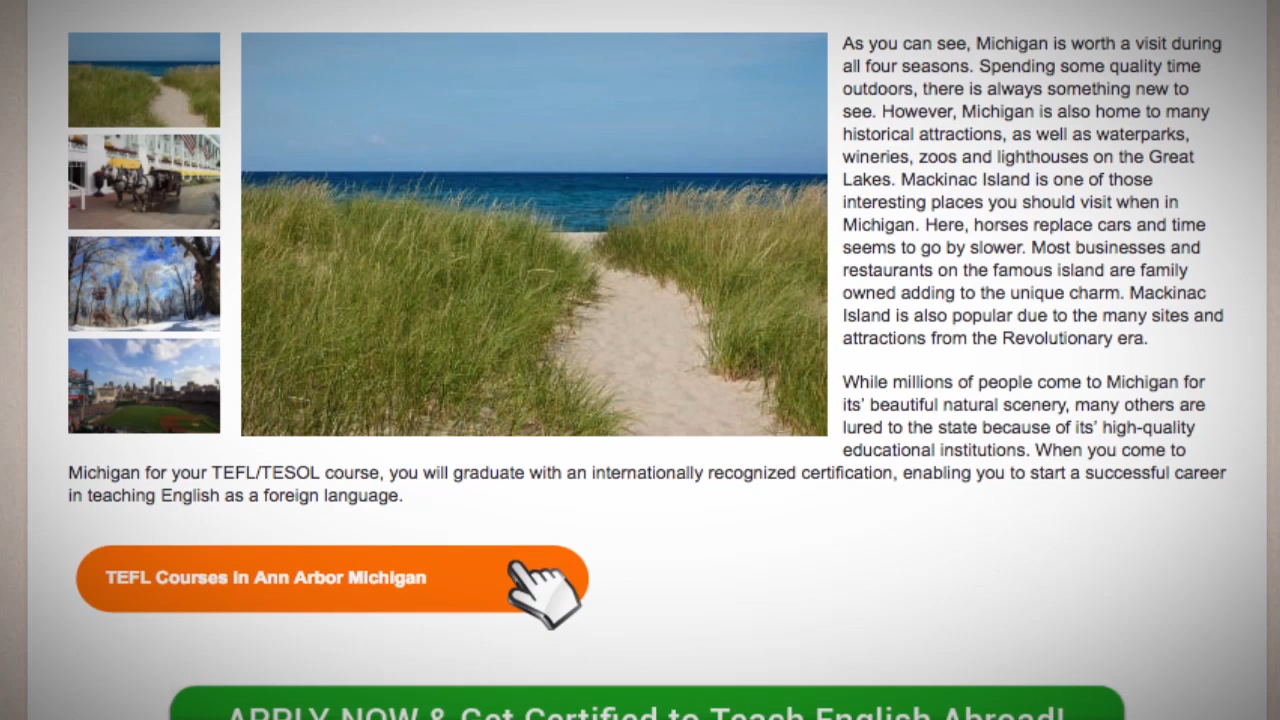 As you can see, Michigan is worth a visit during
all four seasons. Spending some quality time
outdoors, there is always something new to
see. However, Michigan is also home to many
historical attractions, as well as waterparks,
wineries, zoos and lighthouses on the Great
Lakes. Mackinac Island is one of those
interesting places you should visit when in
Michigan. Here, horses replace cars and time
seems to go by slower. Most businesses and
restaurants on the famous island are family
owned adding to the unique charm. Mackinac
Island is also popular due to the many sites and
attractions from the Revolutionary era.
While millions of people come to Michigan for
its’ beautiful natural scenery, many others are
lured to the state because of its’ high-quality
educational institutions. When you come to
Michigan for your TEFL/TESOL course, you will graduate with an internationally recognized certification, enabling you to start a successful career
in teaching English as a foreign language.
TEFL Courses in Ann Arbor Michigan
APPLY NOW & Get Certified to Teach English Abroad!